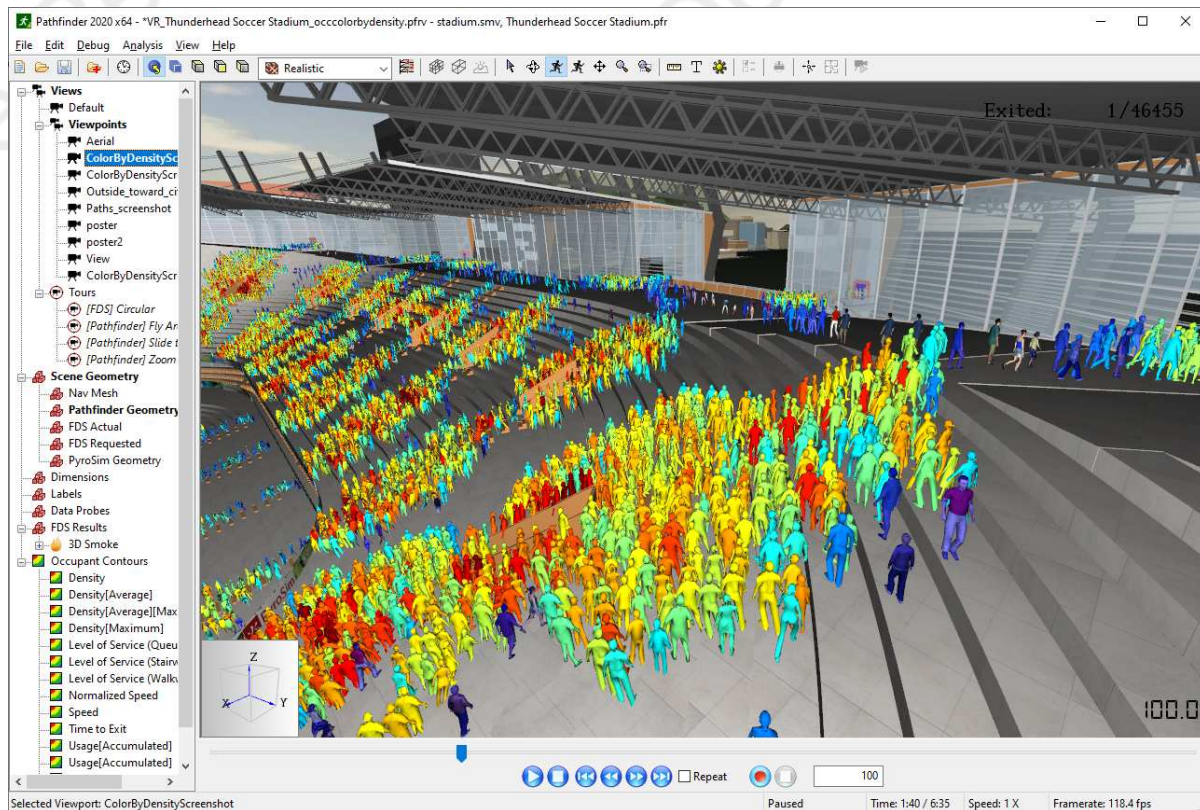 Pathfinder 2020 x64 - *VR_Thunderhead Soccer Stadium_occcolorbydensity.pfrv - stadium.smv, Thunderhead Soccer Stadium.pfr
File Edit Debug Analysis View Help
Realistic
Views
Default
Viewpoints
Aerial
ColorByDensitySc
ColorByDensityScr
Outside_toward_ci
Paths_screenshot
poster
poster2
View
ColorByDensityScr
Tours
[FDS] Circular
[Pathfinder] Fly Ar
[Pathfinder] Slide t
[Pathfinder] Zoom
Scene Geometry
Nav Mesh
Pathfinder Geometry
FDS Actual
FDS Requested
PyroSim Geometry
Dimensions
Labels
Data Probes
FDS Results
3D Smoke
Occupant Contours
Density
Density[Average]
Density[Average][Max
Density[Maximum]
Level of Service (Queu
Level of Service (Stairw
Level of Service (Walkw
Normalized Speed
Speed
Time to Exit
Usage[Accumulated]
Usage[Accumulated]
Exited: 1/46455
Z
X Y
100.0
Repeat 100
Selected Viewport: ColorByDensityScreenshot Paused Time: 1:40 / 6:35 Speed: 1 X Framerate: 118.4 fps